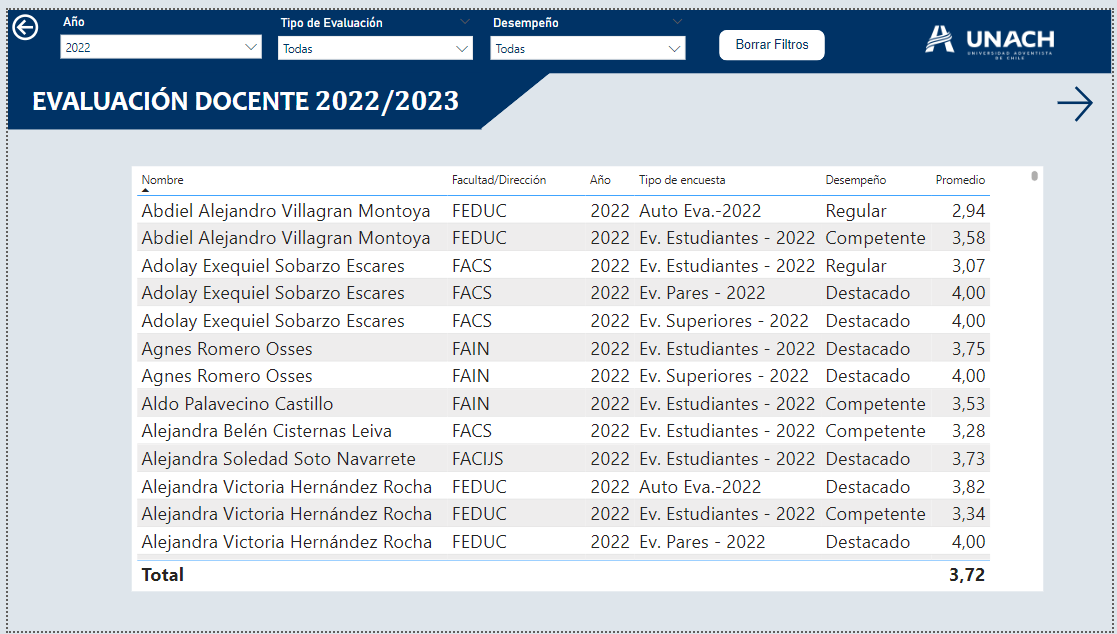 Año
Tipo de Evaluación
Desempeño
2022
Todas
Todas
Borrar Filtros
UNACH
UNIVERSIDAD ADVENTISTA
DE CHILE
EVALUACIÓN DOCENTE 2022/2023
Nombre Facultad/Dirección Año Tipo de encuesta Desempeño Promedio
Abdiel Alejandro Villagran Montoya FEDUC 2022 Auto Eva.-2022 Regular 2,94
Abdiel Alejandro Villagran Montoya FEDUC 2022 Ev. Estudiantes - 2022 Competente 3,58
Adolay Exequiel Sobarzo Escares FACS 2022 Ev. Estudiantes - 2022 Regular 3,07
Adolay Exequiel Sobarzo Escares FACS 2022 Ev. Pares - 2022 Destacado 4,00
Adolay Exequiel Sobarzo Escares FACS 2022 Ev. Superiores - 2022 Destacado 4,00
Agnes Romero Osses FAIN 2022 Ev. Estudiantes - 2022 Destacado 3,75
Agnes Romero Osses FAIN 2022 Ev. Superiores - 2022 Destacado 4,00
Aldo Palavecino Castillo FAIN 2022 Ev. Estudiantes - 2022 Competente 3,53
Alejandra Belén Cisternas Leiva FACS 2022 Ev. Estudiantes - 2022 Competente 3,28
Alejandra Soledad Soto Navarrete FACIJS 2022 Ev. Estudiantes - 2022 Destacado 3,73
Alejandra Victoria Hernández Rocha FEDUC 2022 Auto Eva.-2022 Destacado 3,82
Alejandra Victoria Hernández Rocha FEDUC 2022 Ev. Estudiantes - 2022 Competente 3,34
Alejandra Victoria Hernández Rocha FEDUC 2022 Ev. Pares - 2022 Destacado 4,00
Total 3,72